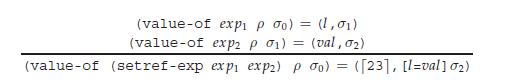 (value-of exp₁ ρ σ₀) = (l,σ₁)
(value-of exp₂ ρ σ₁) = (val,σ₂)
(value-of (setref-exp exp₁ exp₂) ρ σ₀) = (⌈23⌉, [l=val]σ₂)